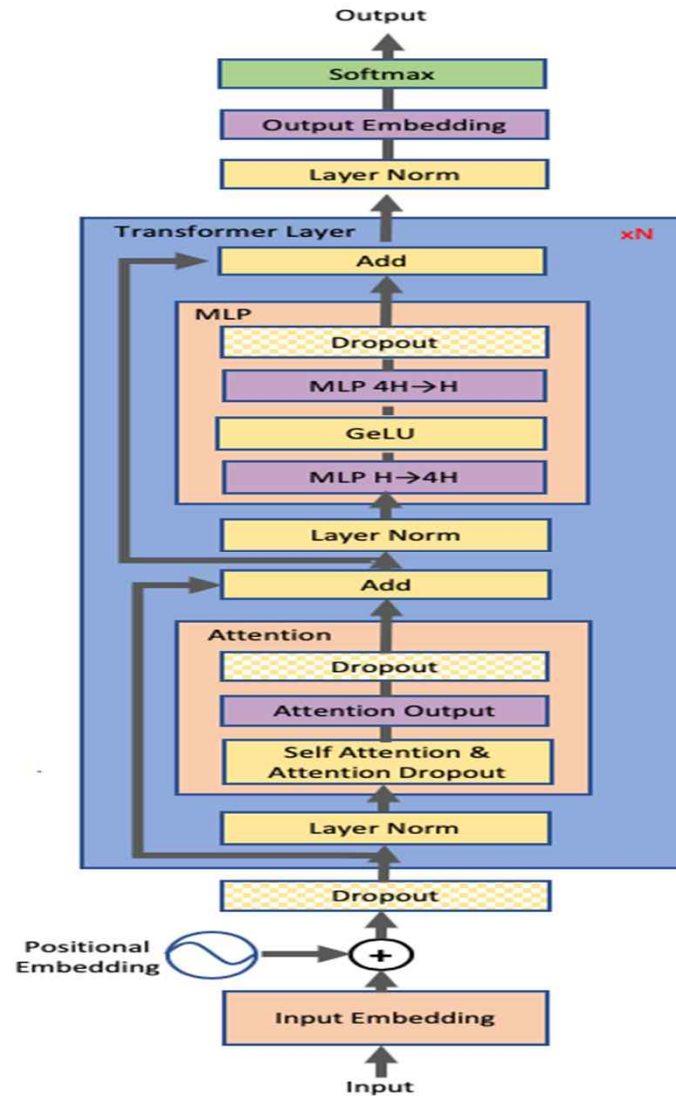 Output
Softmax
Output Embedding
Layer Norm
Transformer Layer
xN
Add
MLP
Dropout
MLP 4H→H
GeLU
MLP H→4H
Layer Norm
Add
Attention
Dropout
Attention Output
Self Attention &
Attention Dropout
Layer Norm
Dropout
Positional
Embedding
+
Input Embedding
Input